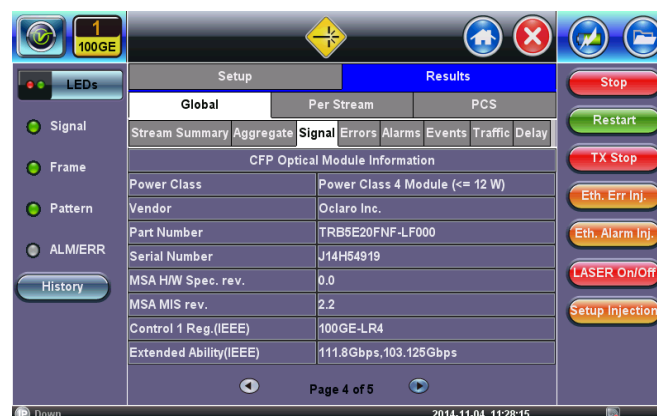 1
100GE
LEDs
Signal
Frame
Pattern
ALM/ERR
History
Setup Results
Global Per Stream PCS
Stream Summary Aggregate Signal Errors Alarms Events Traffic Delay
CFP Optical Module Information
Power Class Power Class 4 Module (<= 12 W)
Vendor Oclaro Inc.
Part Number TRB5E20FNF-LF000
Serial Number J14H54919
MSA H/W Spec. rev. 0.0
MSA MIS rev. 2.2
Control 1 Reg.(IEEE) 100GE-LR4
Extended Ability(IEEE) 111.8Gbps,103.125Gbps
Page 4 of 5
Stop
Restart
TX Stop
Eth. Err Inj.
Eth. Alarm Inj.
LASER On/Off
Setup Injection
IP Down 2014-11-04 11:28:15